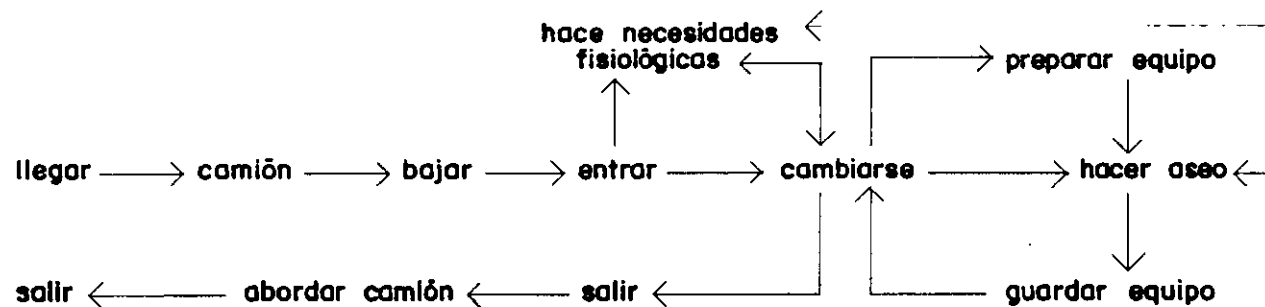 hace necesidades
fisiológicas
preparar equipo
llegar camión bajar entrar cambiarse hacer aseo
salir abordar camión salir guardar equipo